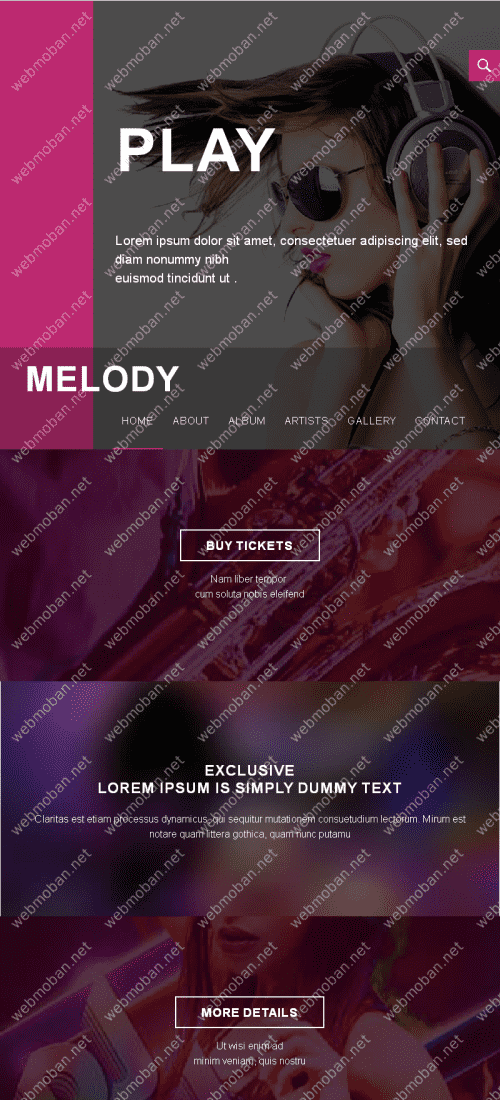 PLAY
Lorem ipsum dolor sit amet, consectetuer adipiscing elit, sed
diam nonummy nibh
euismod tincidunt ut .
MELODY
HOME ABOUT ALBUM ARTISTS GALLERY CONTACT
BUY TICKETS
Nam liber tempor
cum soluta nobis eleifend
EXCLUSIVE
LOREM IPSUM IS SIMPLY DUMMY TEXT
Claritas est etiam processus dynamicus, qui sequitur mutationem consuetudium lectorum. Mirum est
notare quam littera gothica, quam nunc putamu
MORE DETAILS
Ut wisi enim ad
minim veniam, quis nostru
webmoban.net